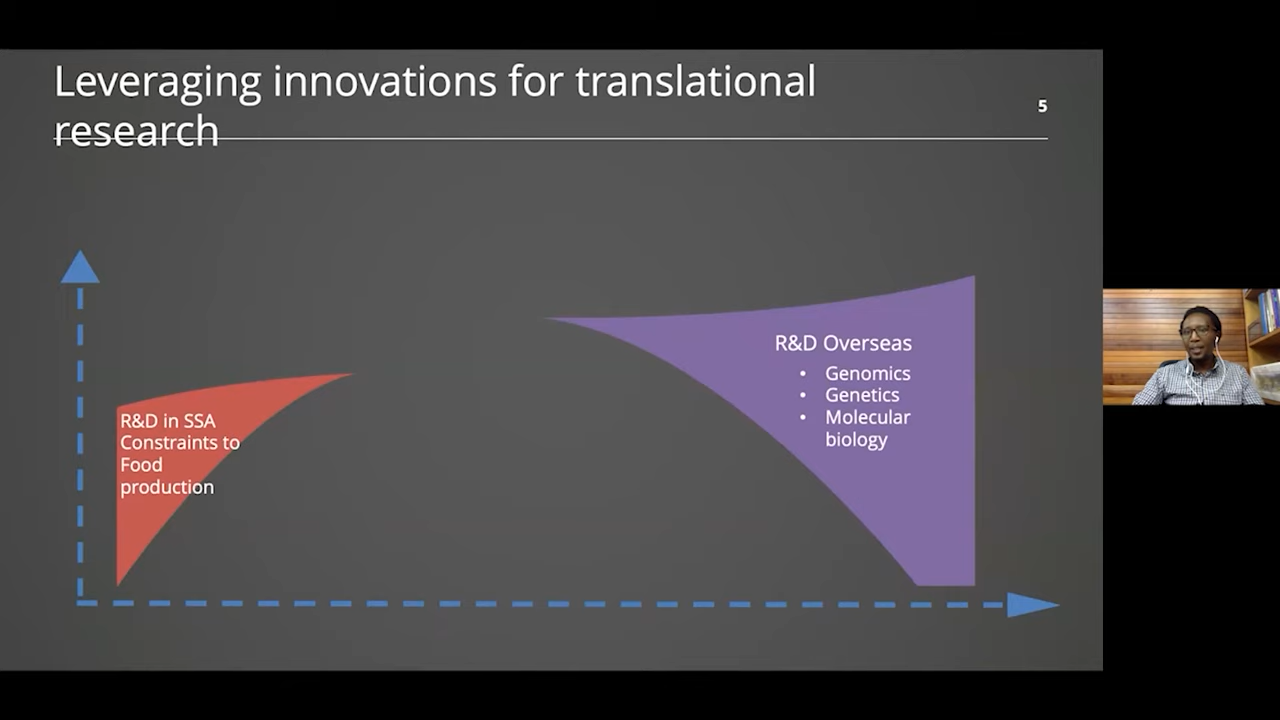 Leveraging innovations for translational
research
5
R&D in SSA
Constraints to
Food
production
R&D Overseas
• Genomics
• Genetics
• Molecular
biology